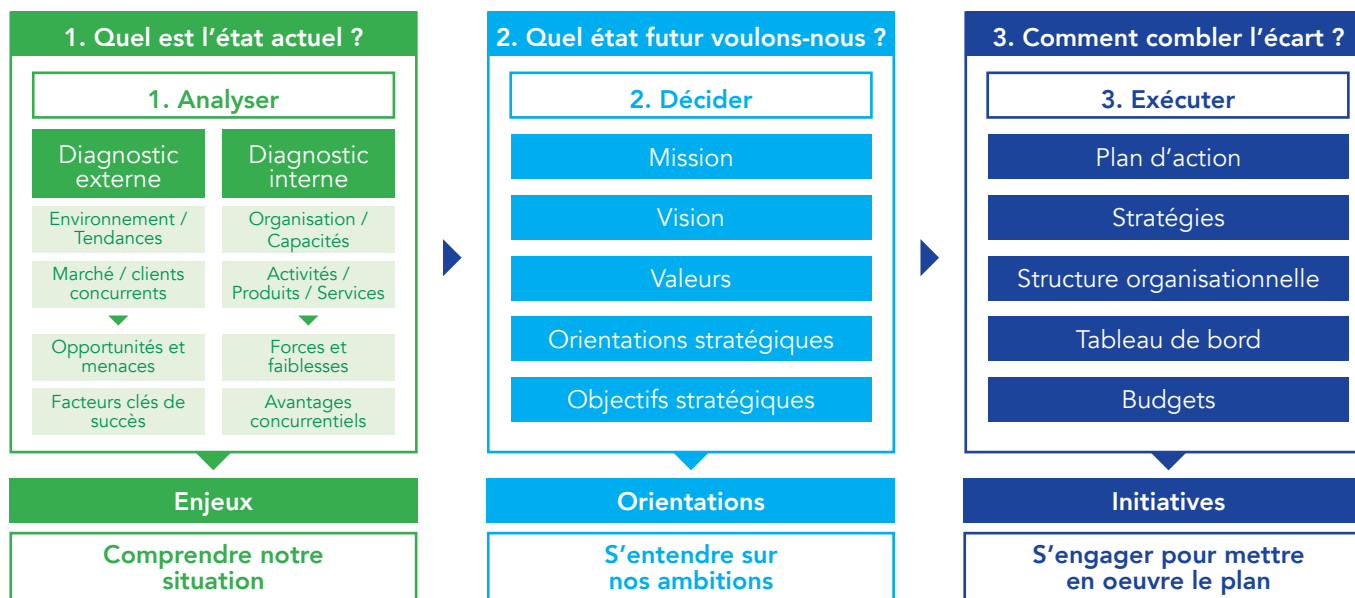 1. Quel est l'état actuel ?
1. Analyser
Diagnostic
externe
Diagnostic
interne
Environnement /
Tendances
Organisation /
Capacités
Marché / clients
concurrents
Activités /
Produits / Services
Opportunités et
menaces
Forces et
faiblesses
Facteurs clés de
succès
Avantages
concurrentiels
Enjeux
Comprendre notre
situation
2. Quel état futur voulons-nous ?
2. Décider
Mission
Vision
Valeurs
Orientations stratégiques
Objectifs stratégiques
Orientations
S'entendre sur
nos ambitions
3. Comment combler l'écart ?
3. Exécuter
Plan d'action
Stratégies
Structure organisationnelle
Tableau de bord
Budgets
Initiatives
S'engager pour mettre
en oeuvre le plan